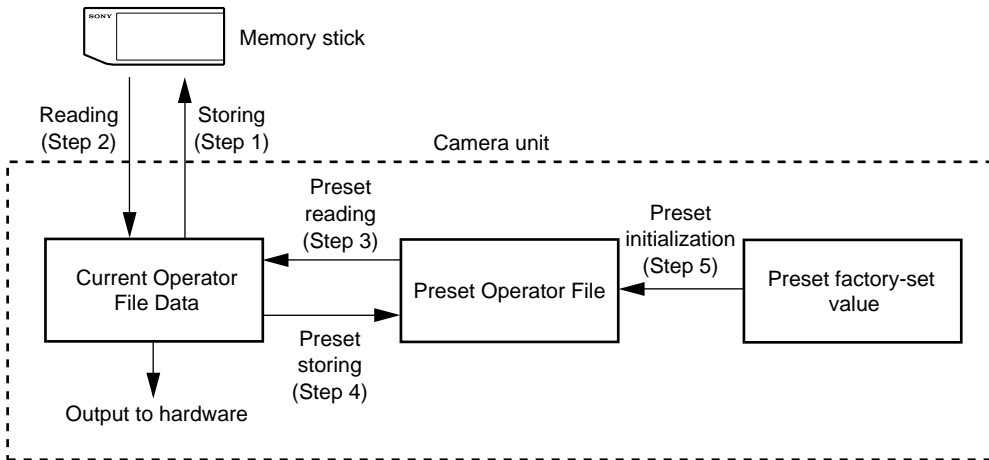 SONY
Memory stick
Reading
(Step 2)
Storing
(Step 1)
Camera unit
Preset
reading
(Step 3)
Preset
initialization
(Step 5)
Current Operator
File Data
Preset Operator File
Preset factory-set
value
Preset
storing
(Step 4)
Output to hardware